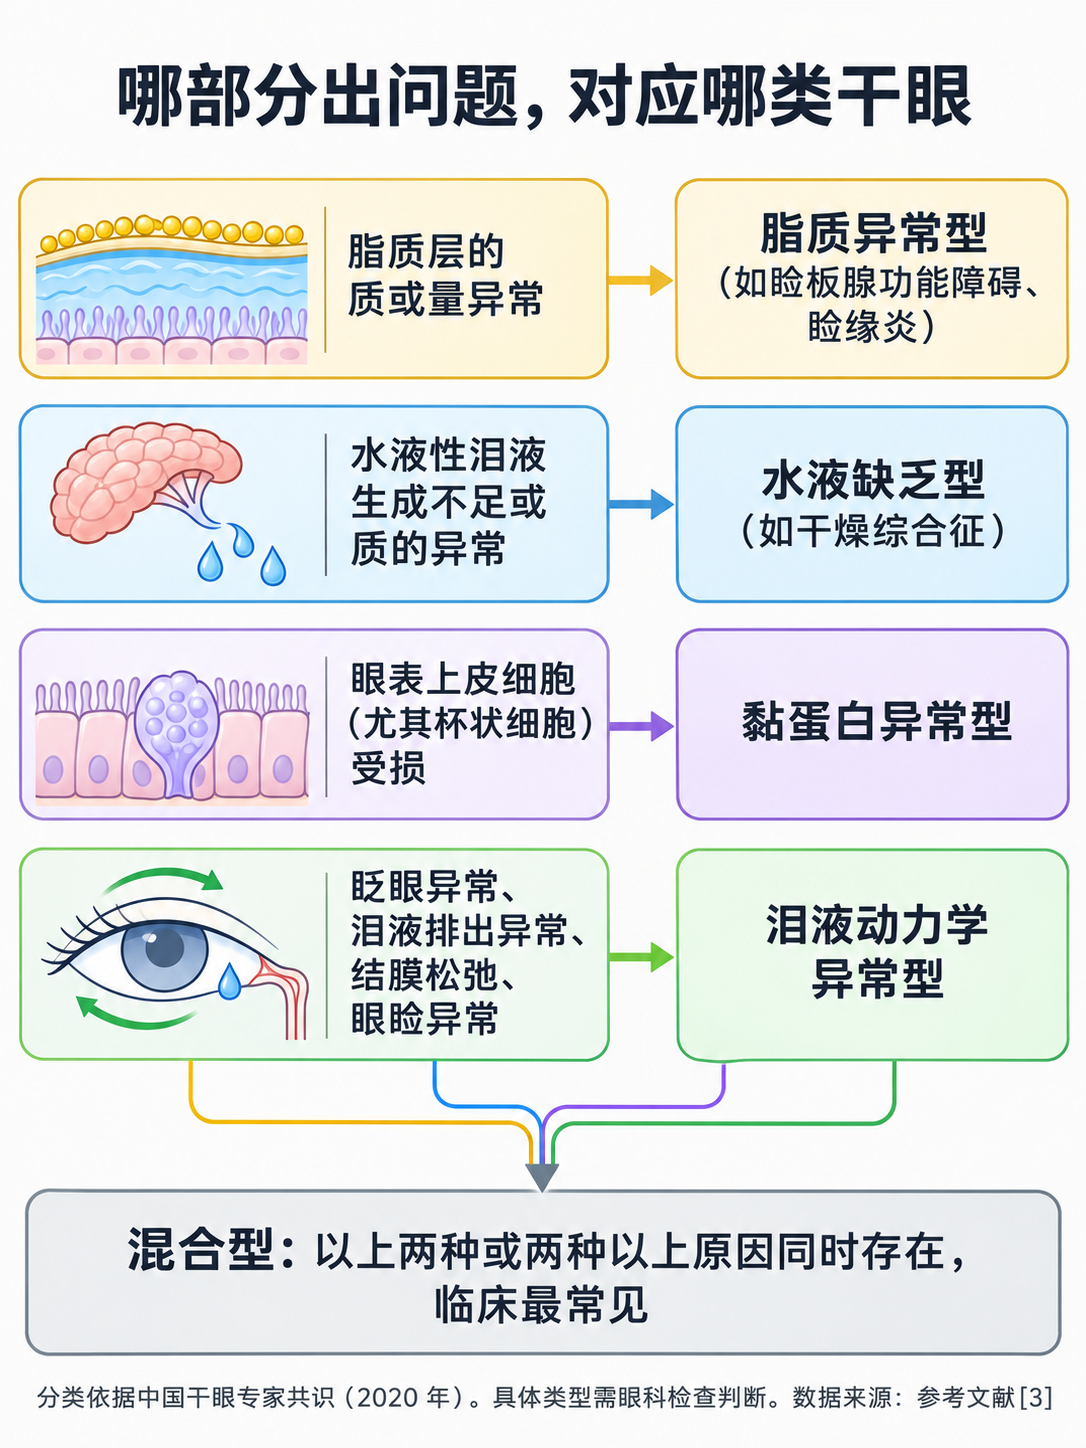 哪部分出问题，对应哪类干眼
脂质层的
质或量异常
脂质异常型
（如睑板腺功能障碍、
睑缘炎）
水液性泪液
生成不足或
质的异常
水液缺乏型
（如干燥综合征）
眼表上皮细胞
（尤其杯状细胞）
受损
黏蛋白异常型
眨眼异常、
泪液排出异常、
结膜松弛、
眼睑异常
泪液动力学
异常型
混合型：以上两种或两种以上原因同时存在，
临床最常见
分类依据中国干眼专家共识（2020 年）。具体类型需眼科检查判断。数据来源：参考文献[3]